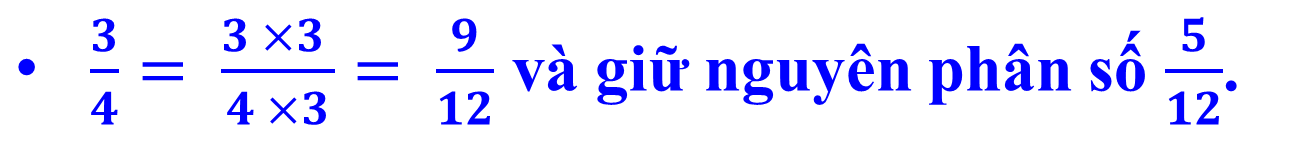 • 3/4 = 3 ×3/4 ×3 = 9/12 và giữ nguyên phân số 5/12.